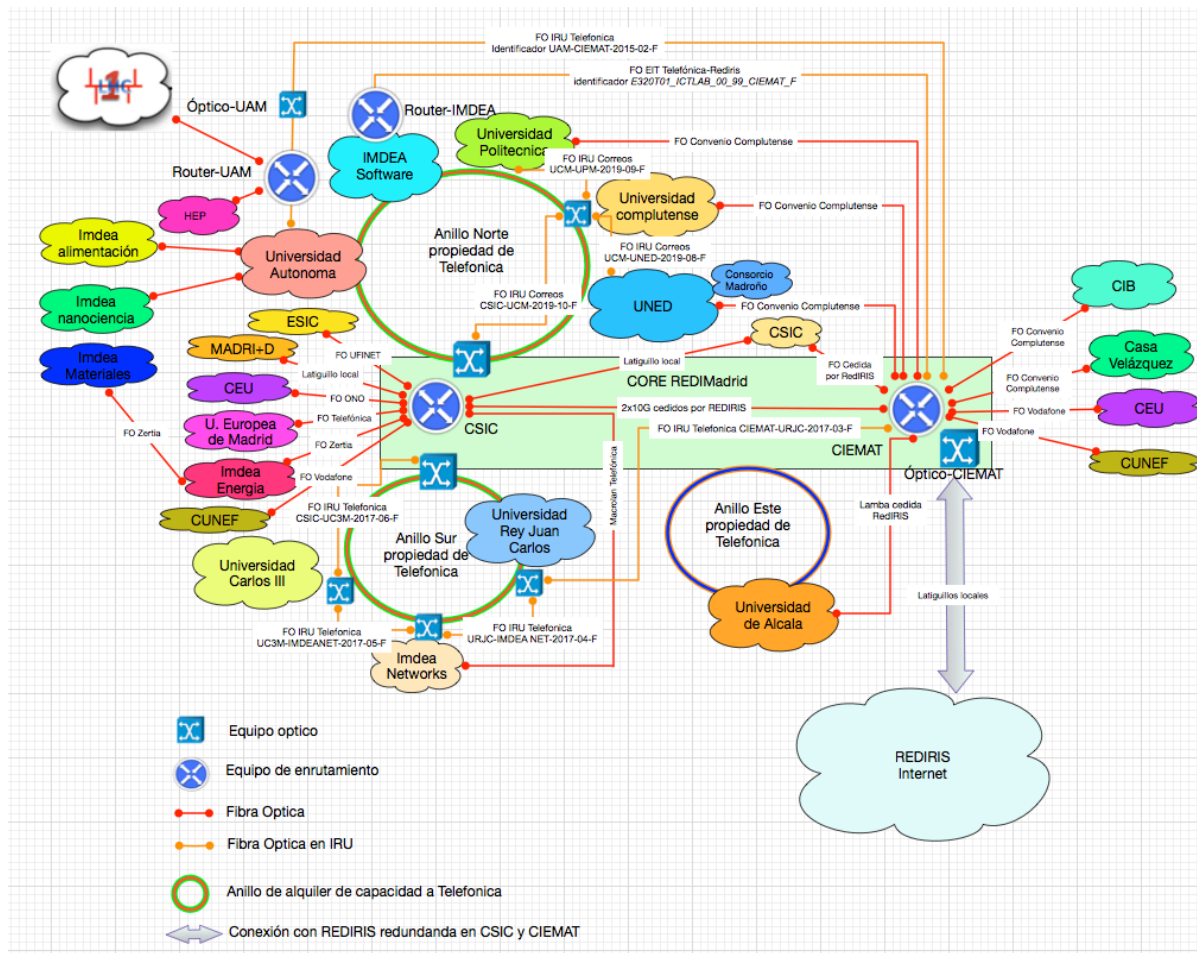 FO IRU Telefonica
Identificador UAM-CIEMAT-2015-02-F
FO EIT Telefónica-Rediris
identificador E320T01_ICTLAB_00_99_CIEMAT_F
LHC
1
Óptico-UAM
Router-IMDEA
Universidad
Politecnica
FO Convenio Complutense
IMDEA
Software
FO IRU Correos
UCM-UPM-2019-09-F
Router-UAM
HEP
Universidad
complutense
FO Convenio Complutense
Imdea
alimentación
Universidad
Autonoma
Anillo Norte
propiedad de
Telefonica
FO IRU Correos
UCM-UNED-2019-08-F
Consorcio
Madroño
UNED
FO Convenio Complutense
CIB
Imdea
nanociencia
FO IRU Correos
CSIC-UCM-2019-10-F
ESIC
CSIC
FO Convenio
Complutense
Casa
Velázquez
MADRI+D
FO UFINET
Latiguillo local
Latiguillo local
FO Cedida
por RedIRIS
Imdea
Materiales
CORE REDIMadrid
FO Convenio
Complutense
CEU
FO ONO
CEU
2x10G cedidos por REDIRIS
FO Vodafone
U. Europea
de Madrid
FO Telefónica
CSIC
FO IRU Telefonica CIEMAT-URJC-2017-03-F
FO Vodafone
FO Zertia
FO Zertia
CIEMAT
CUNEF
Imdea
Energia
FO Vodafone
Óptico-CIEMAT
CUNEF
FO IRU Telefonica
CSIC-UC3M-2017-06-F
Macrolan Telefónica
Universidad
Rey Juan
Carlos
Anillo Este
propiedad de
Telefonica
Lamba cedida
RedIRIS
Universidad
Carlos III
Anillo Sur
propiedad de
Telefonica
Latiguillos locales
Universidad
de Alcala
FO IRU Telefonica
UC3M-IMDEANET-2017-05-F
FO IRU Telefonica
URJC-IMDEA NET-2017-04-F
Imdea
Networks
Equipo optico
Equipo de enrutamiento
REDIRIS
Internet
Fibra Optica
Fibra Optica en IRU
Anillo de alquiler de capacidad a Telefonica
Conexión con REDIRIS redundanda en CSIC y CIEMAT